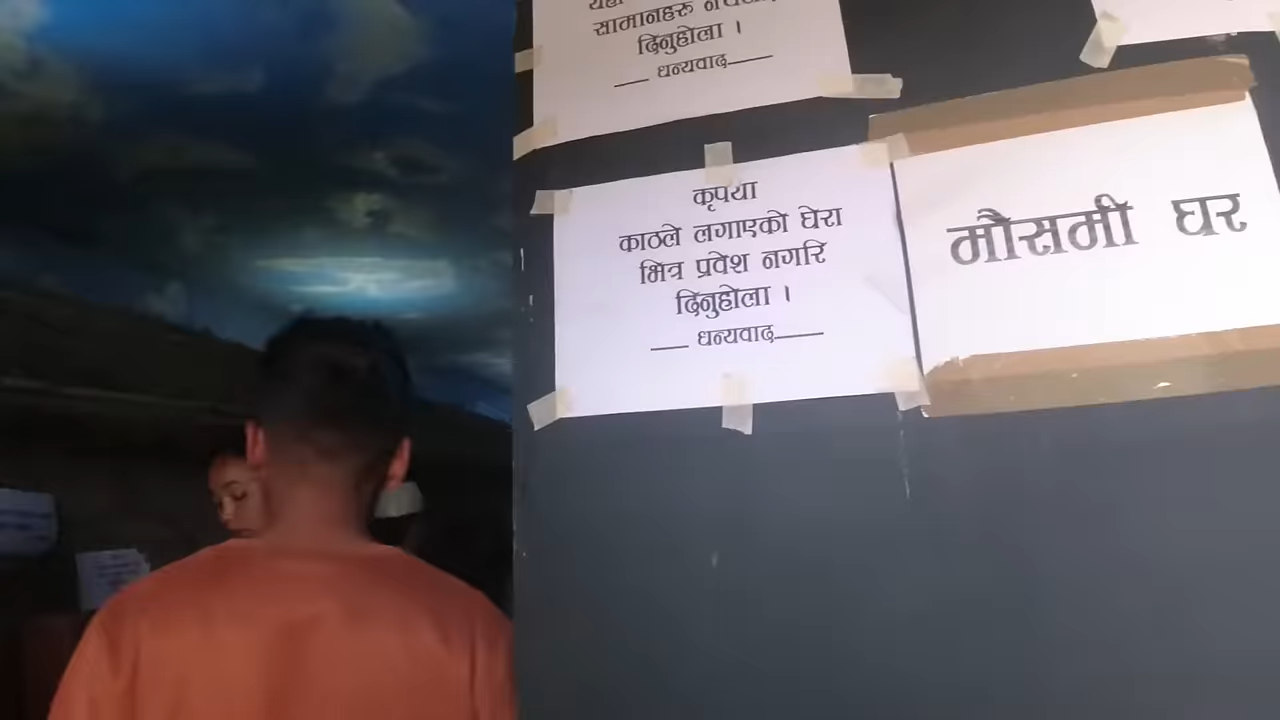 सामानहरु
दिनुहोला ।
धन्यवाद
कृपया
काठले लगाएको घेरा
भित्र प्रवेश नगरि
दिनुहोला ।
धन्यवाद
मौसमी घर